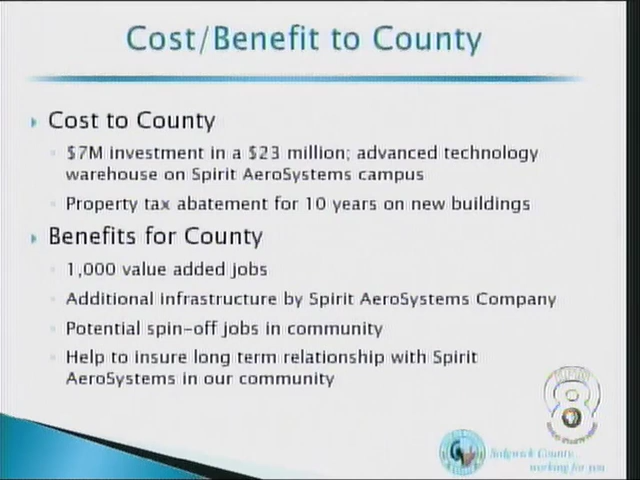 Cost/Benefit to County
Cost to County
$7M investment in a $23 million; advanced technology
warehouse on Spirit AeroSystems campus
Property tax abatement for 10 years on new buildings
Benefits for County
1,000 value added jobs
Additional infrastructure by Spirit AeroSystems Company
Potential spin-off jobs in community
Help to insure long term relationship with Spirit
AeroSystems in our community
8
Sedgwick County...
working for you